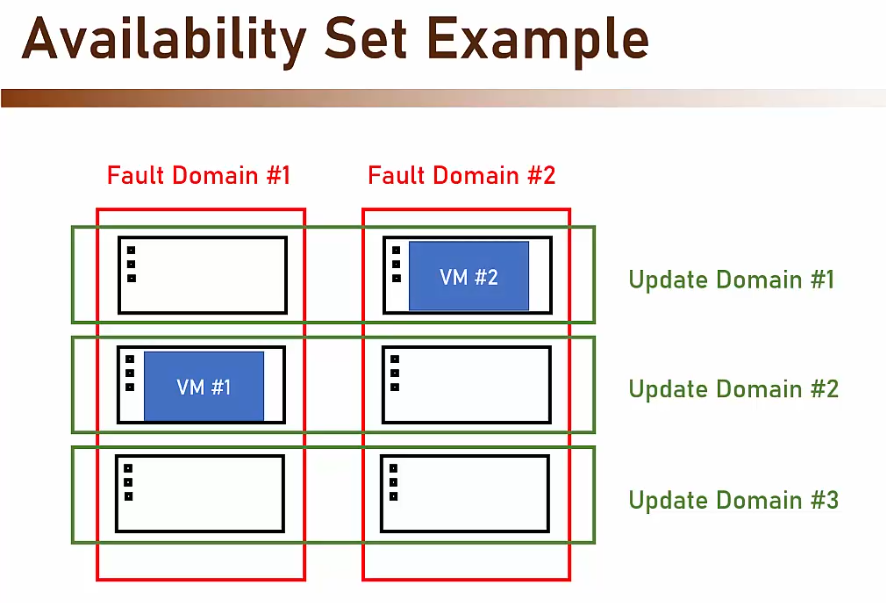 Availability Set Example
Fault Domain #1
Fault Domain #2
VM #2
Update Domain #1
VM #1
Update Domain #2
Update Domain #3